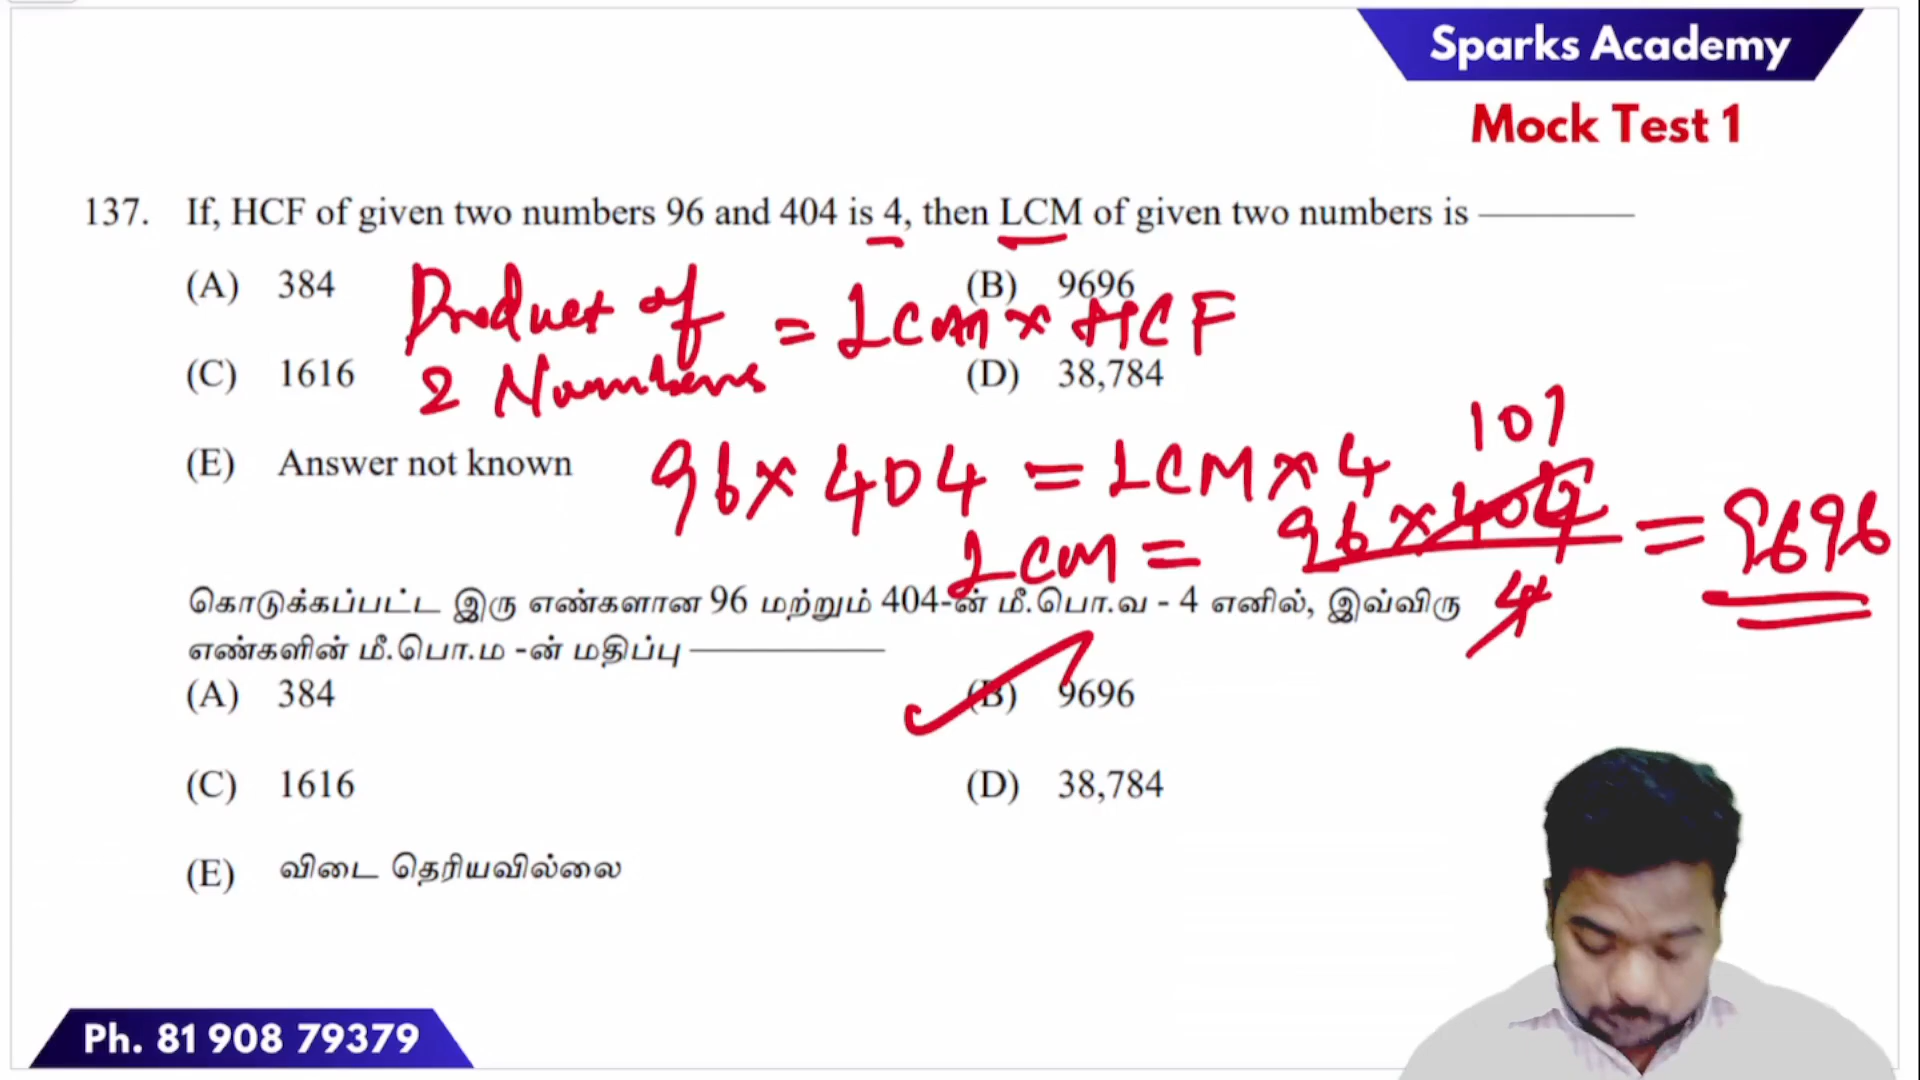 Sparks Academy
Mock Test 1
137. If, HCF of given two numbers 96 and 404 is 4, then LCM of given two numbers is ————
(A) 384
(B) 9696
Product of = LCM × HCF
2 Numbers
(C) 1616
(D) 38,784
101
(E) Answer not known
96 × 404 = LCM × 4
LCM = 96 × 404 = 9696
4
கொடுக்கப்பட்ட இரு எண்களான 96 மற்றும் 404-ன் மீ.பொ.வ - 4 எனில், இவ்விரு
எண்களின் மீ.பொ.ம -ன் மதிப்பு ————
(A) 384
(B) 9696
(C) 1616
(D) 38,784
(E) விடை தெரியவில்லை
Ph. 81 908 79379